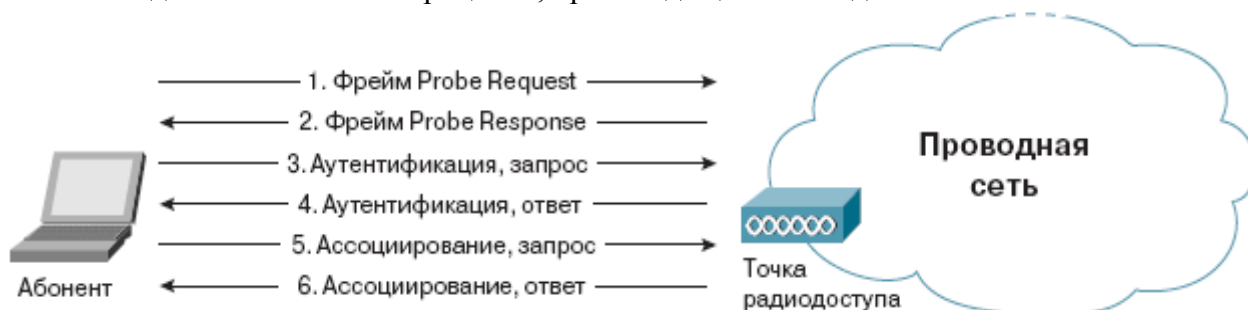 1. Фрейм Probe Request
2. Фрейм Probe Response
3. Аутентификация, запрос
4. Аутентификация, ответ
5. Ассоциирование, запрос
6. Ассоциирование, ответ
Абонент
Проводная
сеть
Точка
радиодоступа